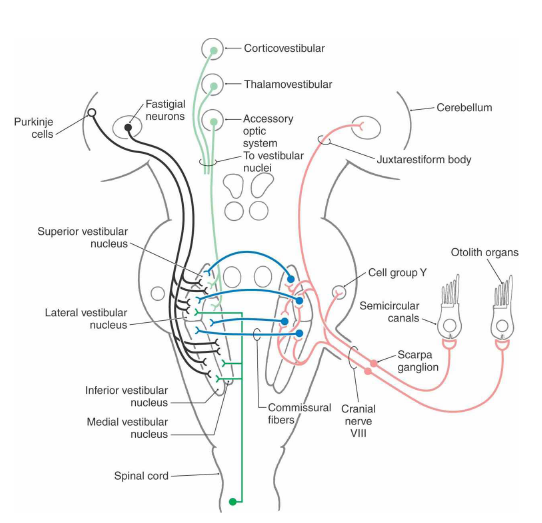 Corticovestibular
Thalamovestibular
Fastigial
neurons
Purkinje
cells
Accessory
optic
system
To vestibular
nuclei
Cerebellum
Juxtarestiform body
Superior vestibular
nucleus
Otolith organs
Cell group Y
Semicircular
canals
Lateral vestibular
nucleus
Scarpa
ganglion
Inferior vestibular
nucleus
Medial vestibular
nucleus
Commissural
fibers
Cranial
nerve
VIII
Spinal cord